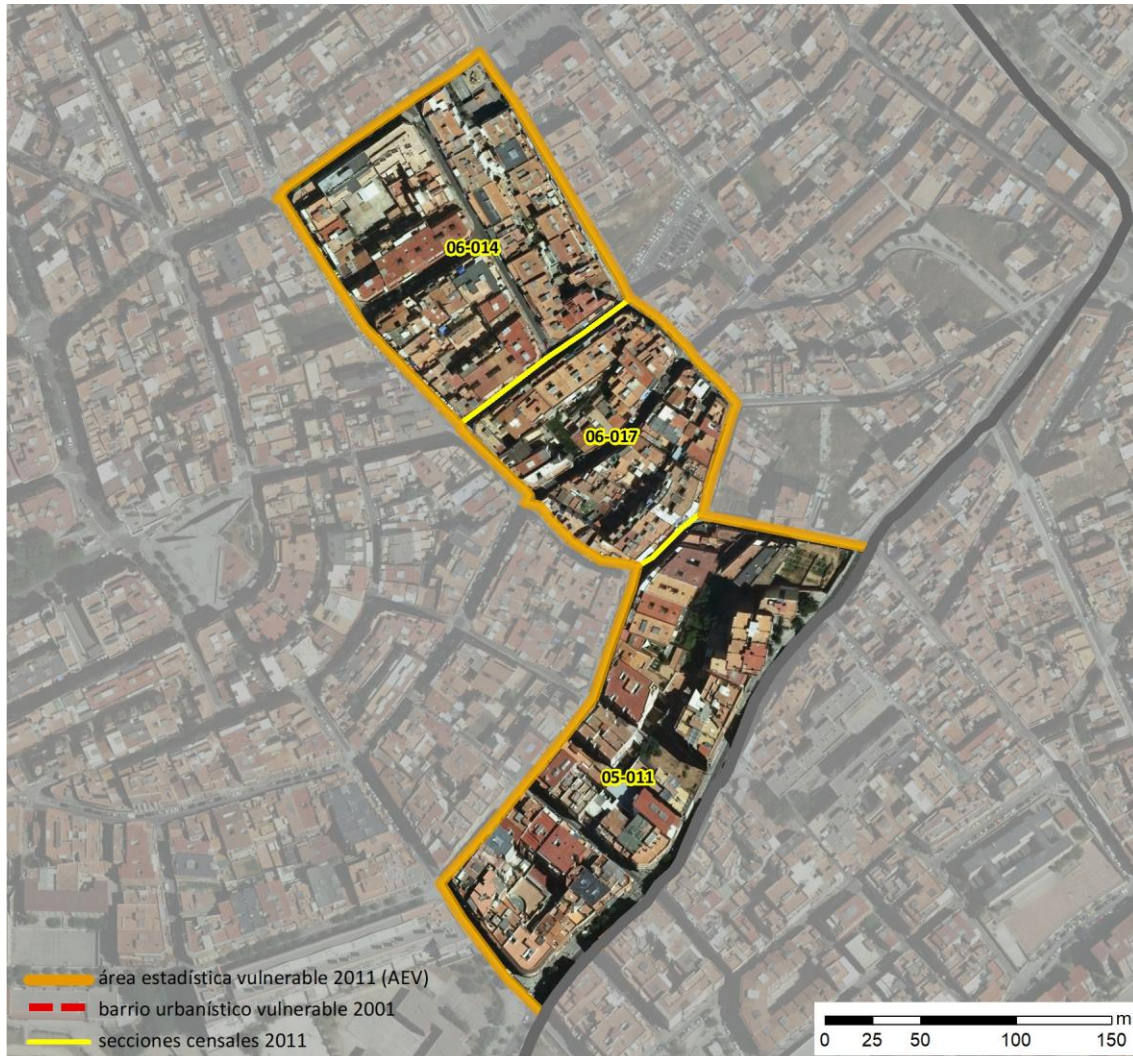 06-014
06-017
05-011
área estadística vulnerable 2011 (AEV)
barrio urbanístico vulnerable 2001
secciones censales 2011
m
0 25 50 100 150